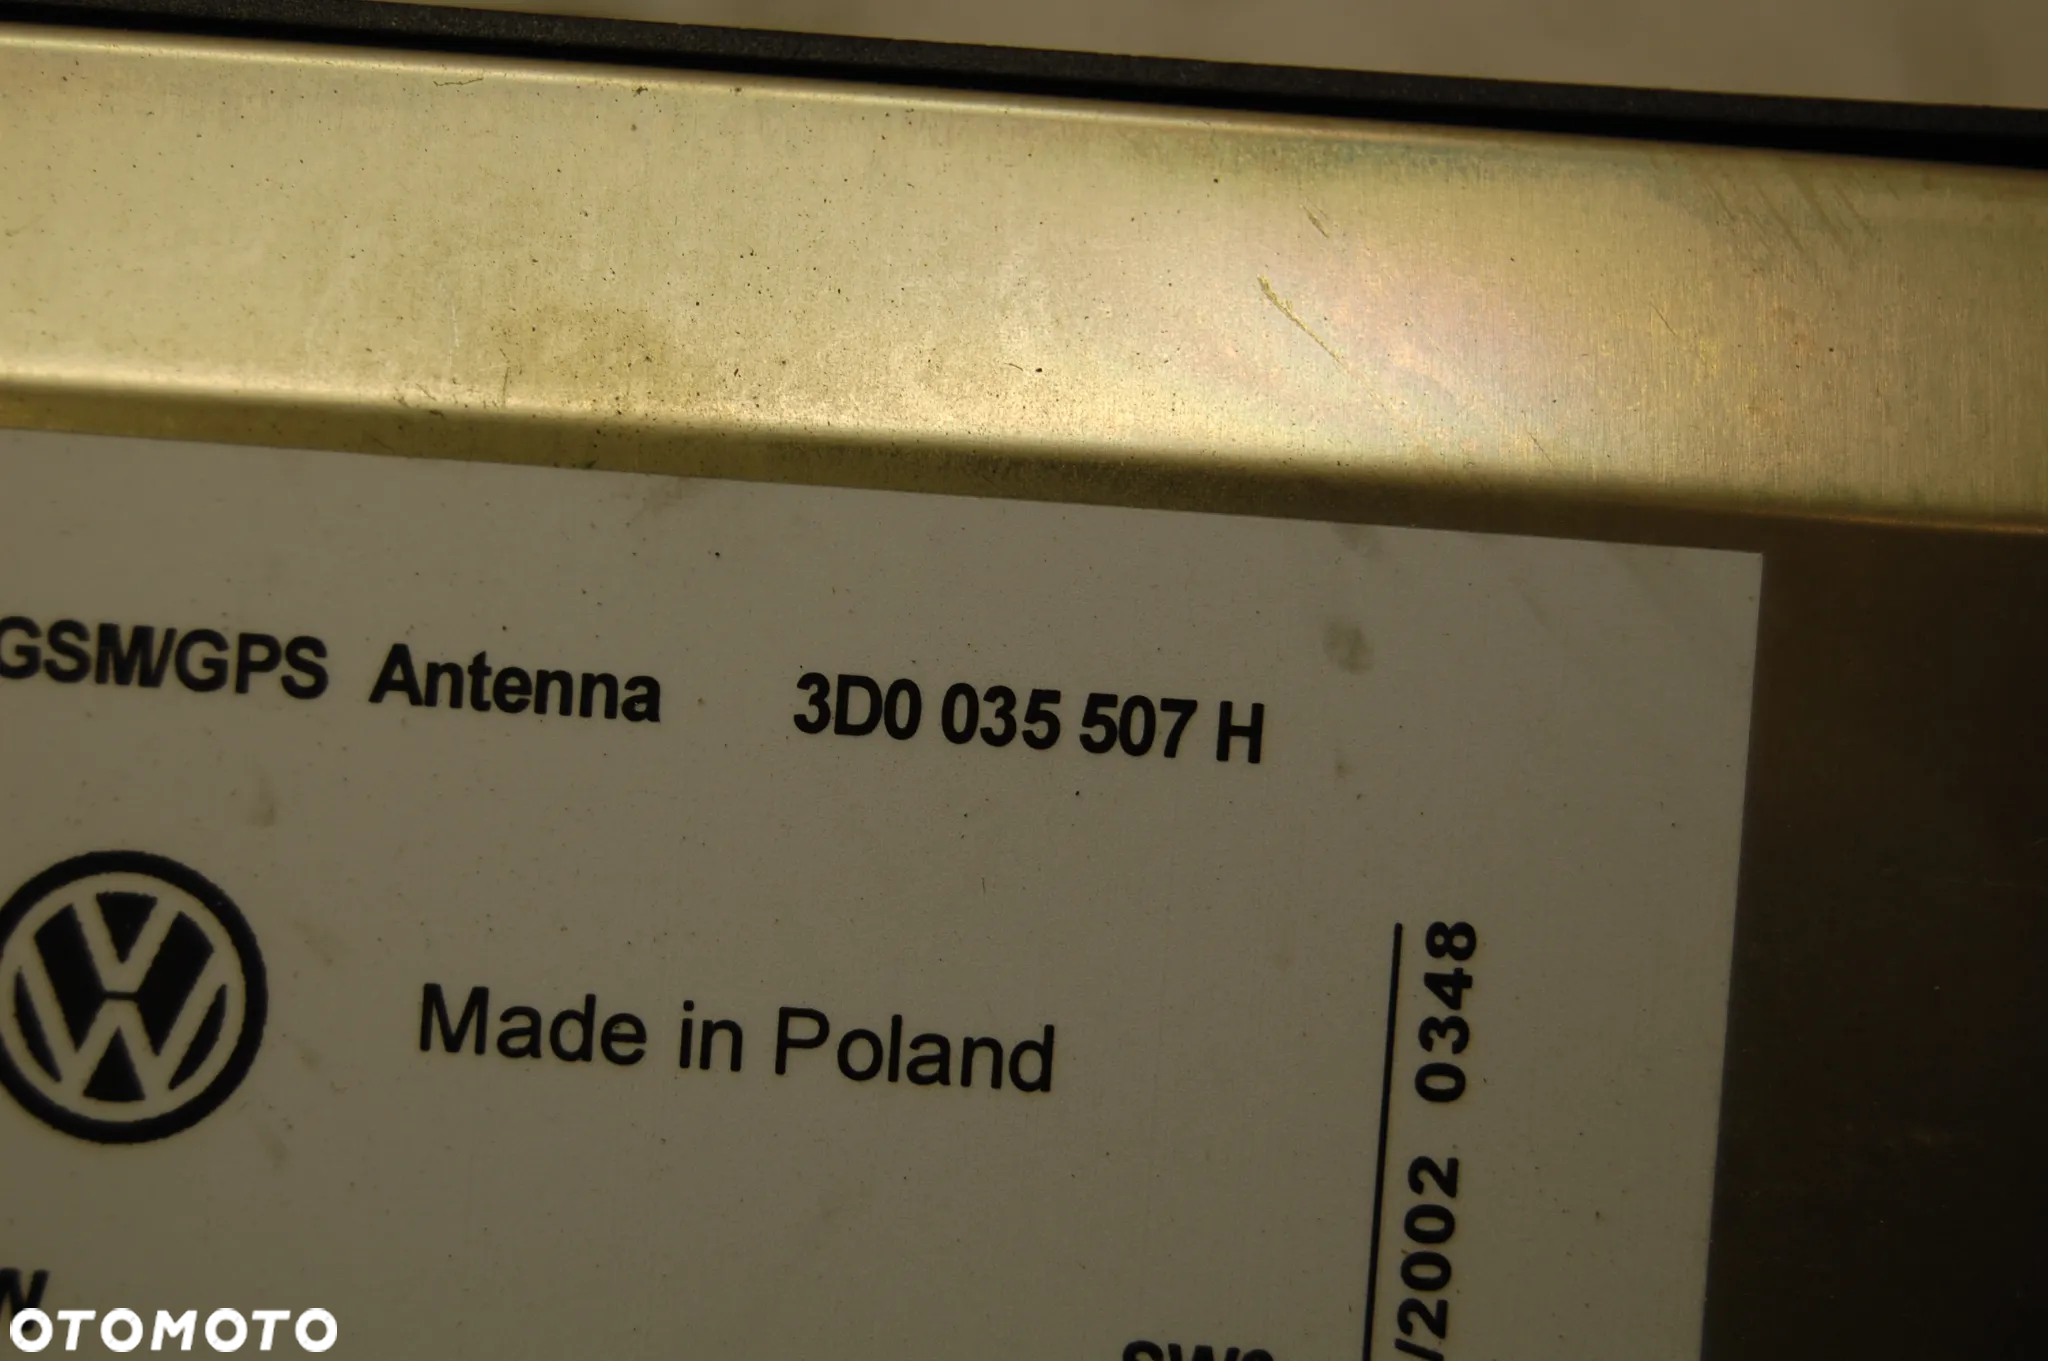 GSM/GPS Antenna 3D0 035 507 H
Made in Poland
/2002 0348
OTOMOTO